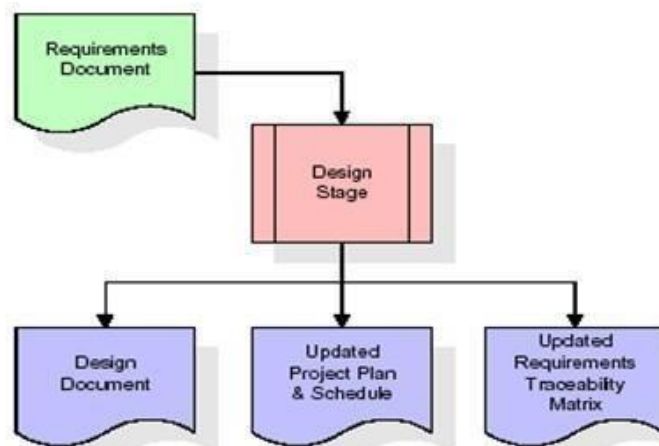 Requirements
Document
Design
Stage
Design
Document
Updated
Project Plan
& Schedule
Updated
Requirements
Traceability
Matrix